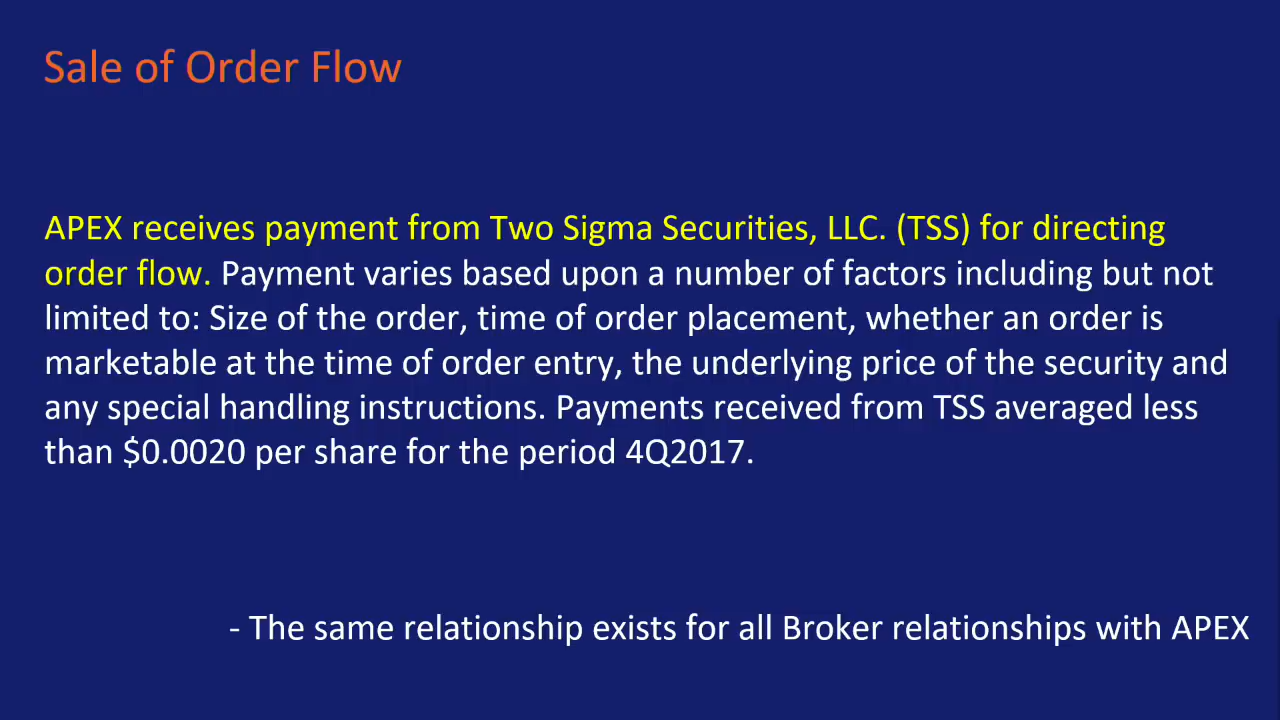 Sale of Order Flow
APEX receives payment from Two Sigma Securities, LLC. (TSS) for directing
order flow. Payment varies based upon a number of factors including but not
limited to: Size of the order, time of order placement, whether an order is
marketable at the time of order entry, the underlying price of the security and
any special handling instructions. Payments received from TSS averaged less
than $0.0020 per share for the period 4Q2017.
- The same relationship exists for all Broker relationships with APEX